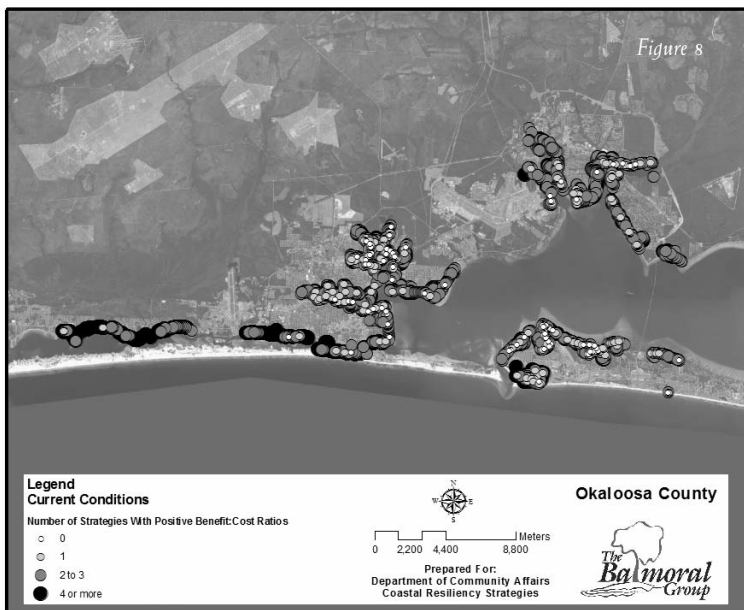 Figure 8
Legend
Current Conditions
Number of Strategies With Positive Benefit:Cost Ratios
0
1
2 to 3
4 or more
N
W E
S
Meters
0 2,200 4,400 8,800
Prepared For:
Department of Community Affairs
Coastal Resiliency Strategies
Okaloosa County
The
Balmoral
Group